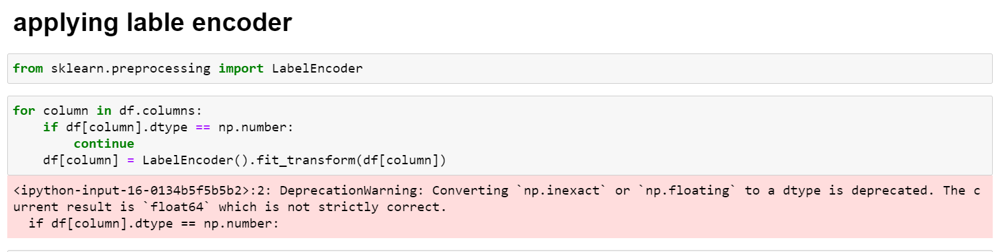 applying lable encoder
from sklearn.preprocessing import LabelEncoder
for column in df.columns:
    if df[column].dtype == np.number:
        continue
    df[column] = LabelEncoder().fit_transform(df[column])
<ipython-input-16-0134b5f5b5b2>:2: DeprecationWarning: Converting `np.inexact` or `np.floating` to a dtype is deprecated. The c
urrent result is `float64` which is not strictly correct.
  if df[column].dtype == np.number: